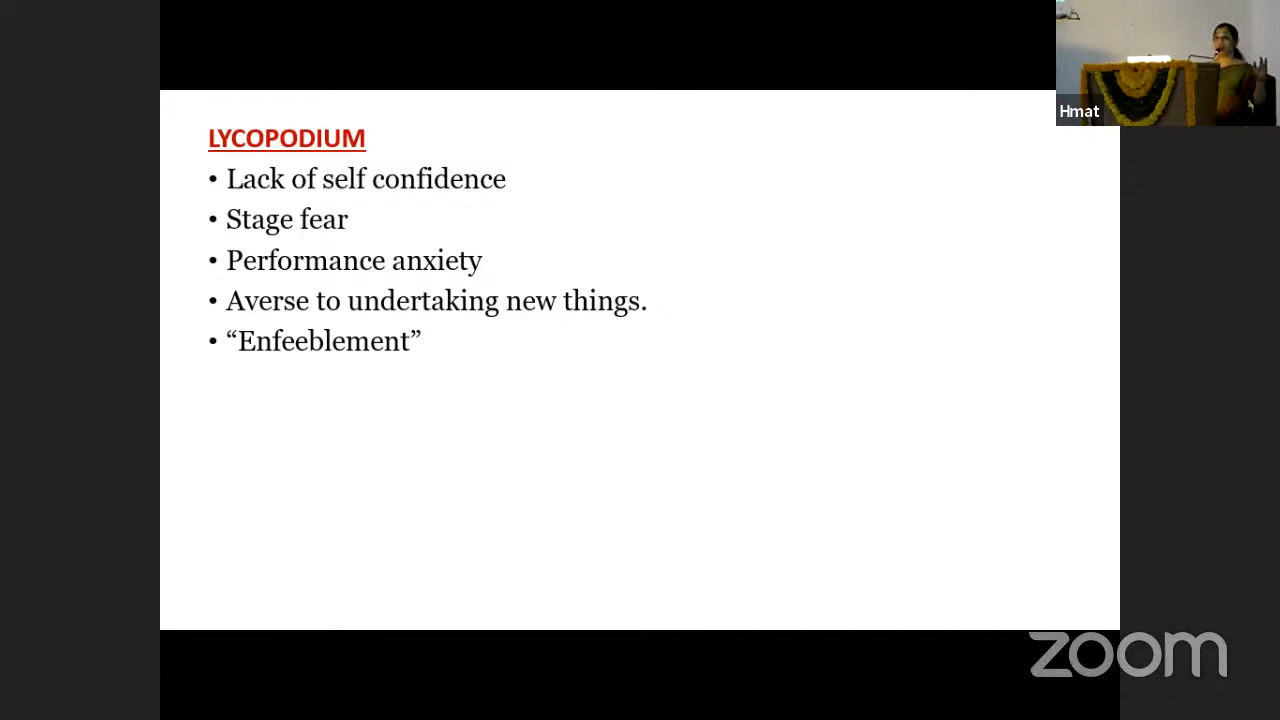 Hmat
LYCOPODIUM
• Lack of self confidence
• Stage fear
• Performance anxiety
• Averse to undertaking new things.
• “Enfeeblement”
zoom